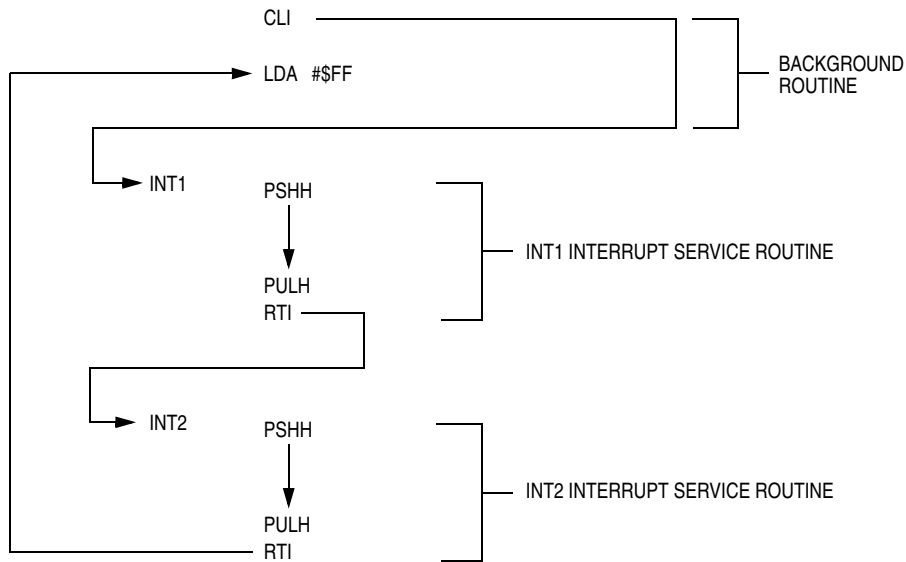 CLI
LDA #$FF
BACKGROUND
ROUTINE
INT1
PSHH
PULH
RTI
INT1 INTERRUPT SERVICE ROUTINE
INT2
PSHH
PULH
RTI
INT2 INTERRUPT SERVICE ROUTINE